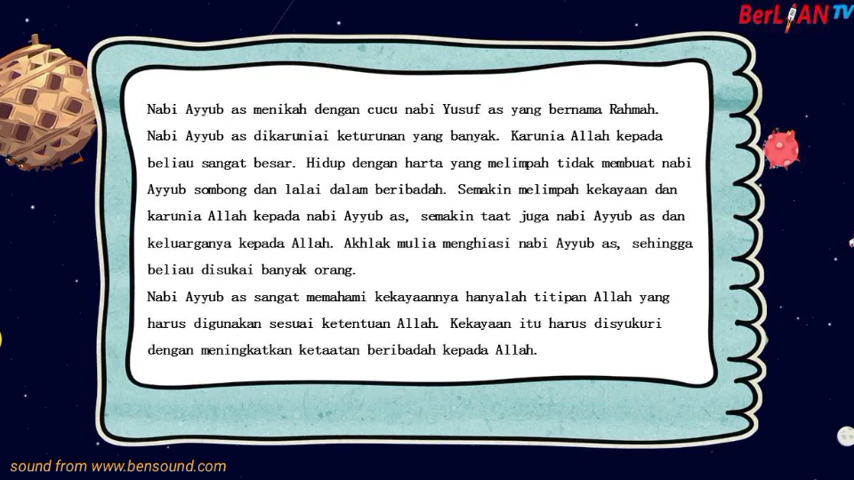 BerLIAN TV
Nabi Ayyub as menikah dengan cucu nabi Yusuf as yang bernama Rahmah.
Nabi Ayyub as dikaruniai keturunan yang banyak. Karunia Allah kepada
beliau sangat besar. Hidup dengan harta yang melimpah tidak membuat nabi
Ayyub sombong dan lalai dalam beribadah. Semakin melimpah kekayaan dan
karunia Allah kepada nabi Ayyub as, semakin taat juga nabi Ayyub as dan
keluarganya kepada Allah. Akhlak mulia menghiasi nabi Ayyub as, sehingga
beliau disukai banyak orang.
Nabi Ayyub as sangat memahami kekayaannya hanyalah titipan Allah yang
harus digunakan sesuai ketentuan Allah. Kekayaan itu harus disyukuri
dengan meningkatkan ketaatan beribadah kepada Allah.
sound from www.bensound.com